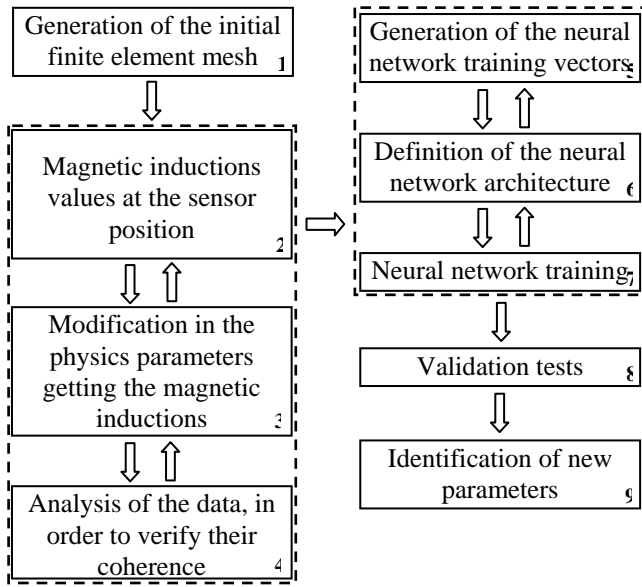 Generation of the initial
finite element mesh
1
Magnetic inductions
values at the sensor
position
2
Modification in the
physics parameters
getting the magnetic
inductions
3
Analysis of the data, in
order to verify their
coherence
4
Generation of the neural
network training vectors
5
Definition of the neural
network architecture
6
Neural network training
7
Validation tests
8
Identification of new
parameters
9